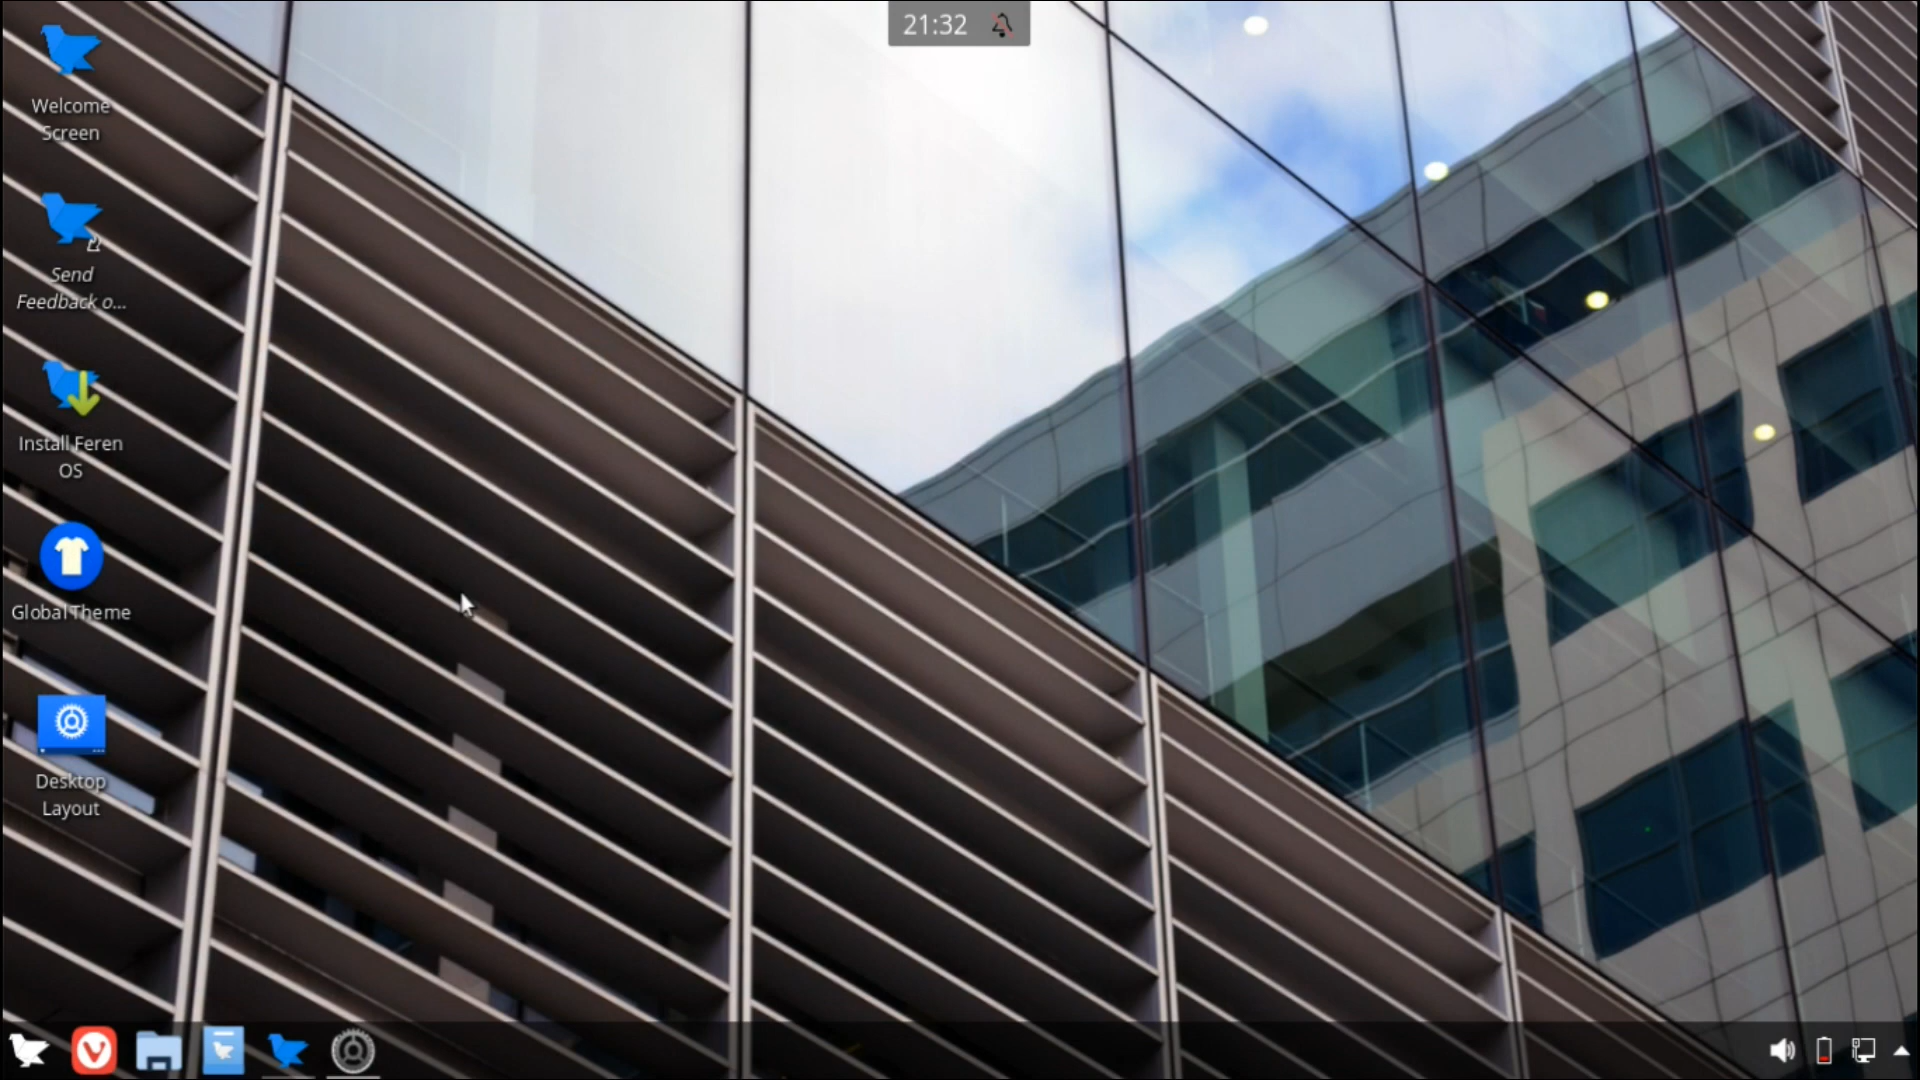 21:32
Welcome
Screen
Send
Feedback o...
Install Feren
OS
Global Theme
Desktop
Layout